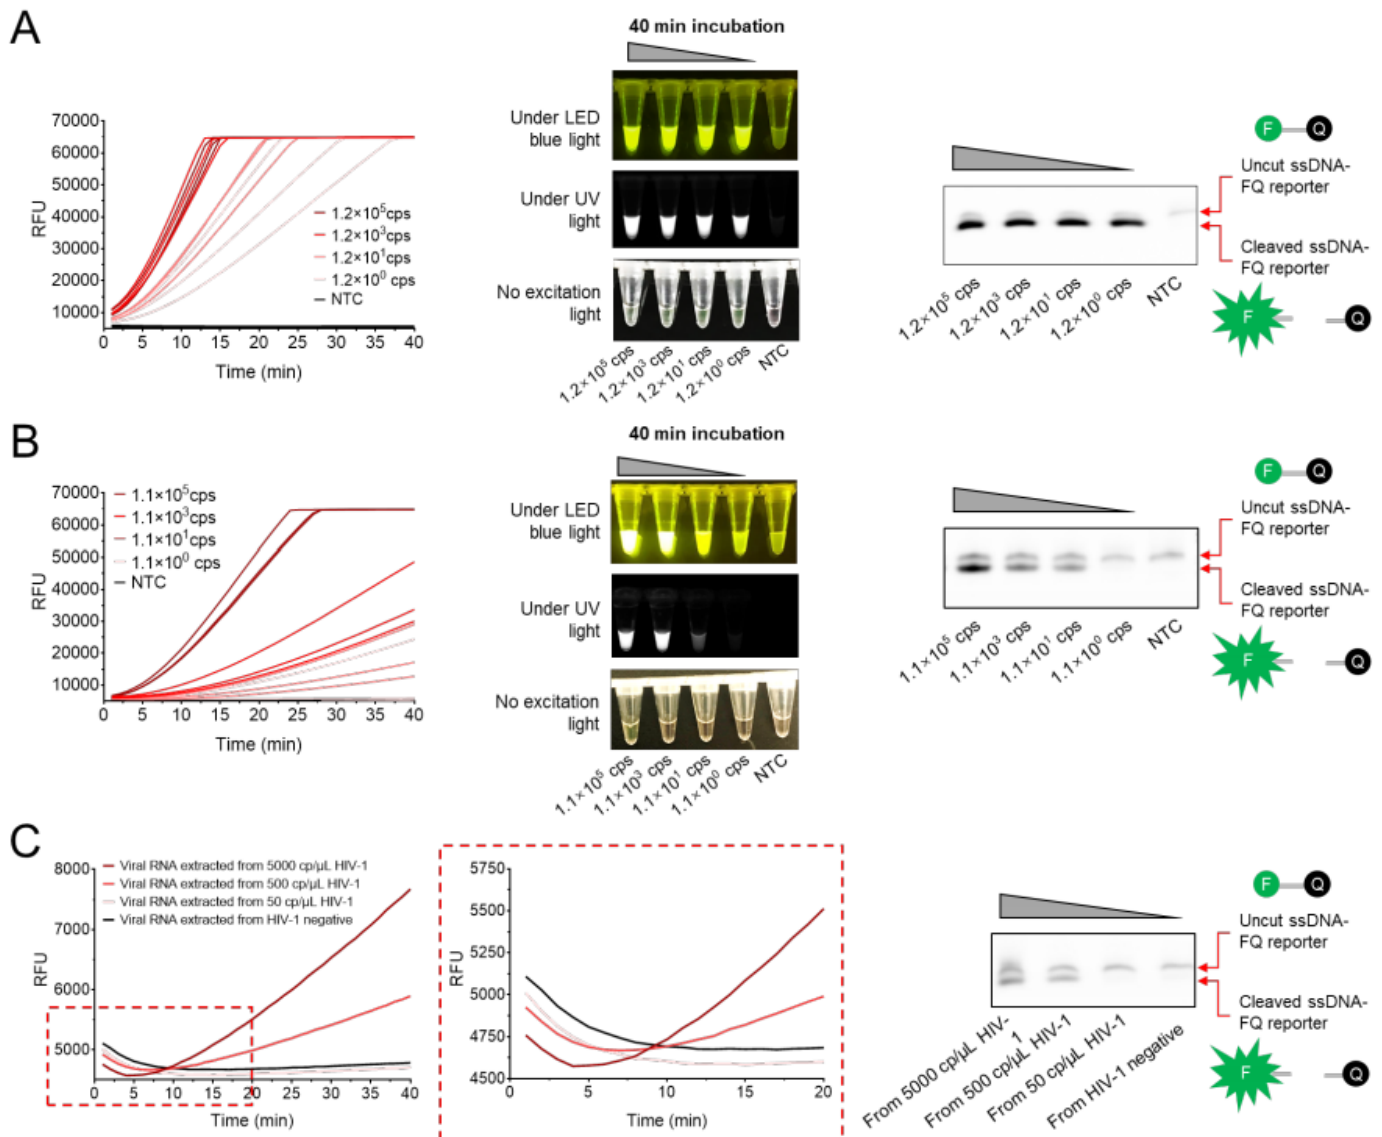 A
40 min incubation
70000
60000
50000
40000
30000
20000
10000
RFU
1.2×10⁵cps
1.2×10³cps
1.2×10¹cps
1.2×10⁰ cps
NTC
0 5 10 15 20 25 30 35 40
Time (min)
Under LED
blue light
Under UV
light
No excitation
light
1.2×10⁵ cps
1.2×10³ cps
1.2×10¹ cps
1.2×10⁰ cps
NTC
1.2×10⁵ cps
1.2×10³ cps
1.2×10¹ cps
1.2×10⁰ cps
NTC
F Q
Uncut ssDNA-
FQ reporter
Cleaved ssDNA-
FQ reporter
F Q
B
40 min incubation
70000
60000
50000
40000
30000
20000
10000
RFU
1.1×10⁵cps
1.1×10³cps
1.1×10¹cps
1.1×10⁰ cps
NTC
0 5 10 15 20 25 30 35 40
Time (min)
Under LED
blue light
Under UV
light
No excitation
light
1.1×10⁵ cps
1.1×10³ cps
1.1×10¹ cps
1.1×10⁰ cps
NTC
1.1×10⁵ cps
1.1×10³ cps
1.1×10¹ cps
1.1×10⁰ cps
NTC
F Q
Uncut ssDNA-
FQ reporter
Cleaved ssDNA-
FQ reporter
F Q
C
8000
7000
6000
5000
RFU
Viral RNA extracted from 5000 cp/µL HIV-1
Viral RNA extracted from 500 cp/µL HIV-1
Viral RNA extracted from 50 cp/µL HIV-1
Viral RNA extracted from HIV-1 negative
0 5 10 15 20 25 30 35 40
Time (min)
5750
5500
5250
5000
4750
4500
RFU
0 5 10 15 20
Time (min)
From 5000 cp/µL HIV-
1
From 500 cp/µL HIV-1
From 50 cp/µL HIV-1
From HIV-1 negative
F Q
Uncut ssDNA-
FQ reporter
Cleaved ssDNA-
FQ reporter
F Q